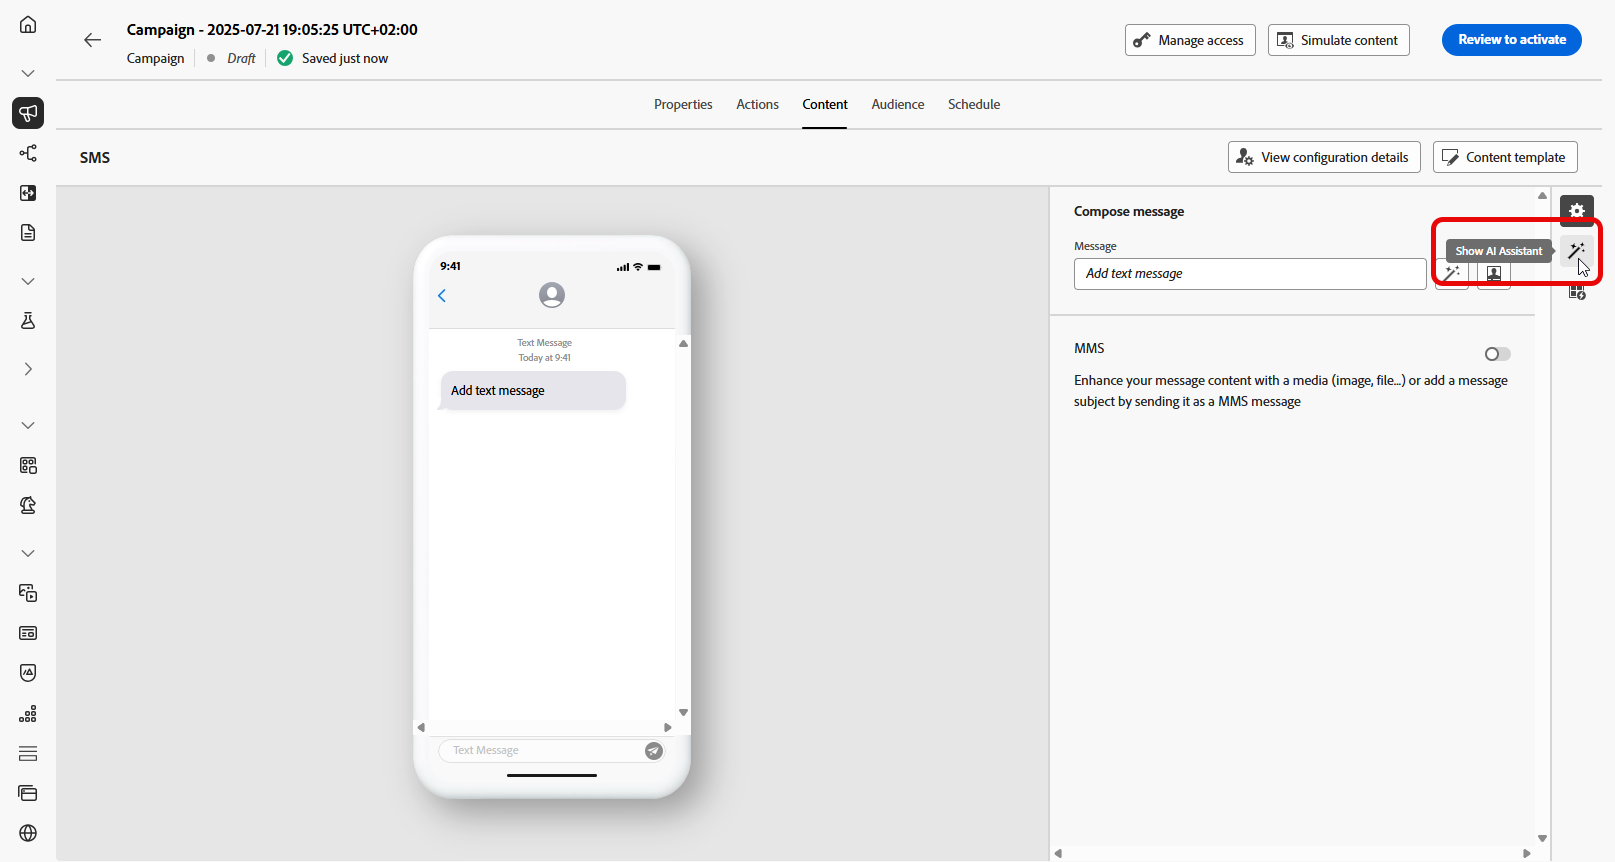 Campaign - 2025-07-21 19:05:25 UTC+02:00
Campaign
Draft
Saved just now
Manage access
Simulate content
Review to activate
Properties
Actions
Content
Audience
Schedule
SMS
View configuration details
Content template
9:41
Text Message
Today at 9:41
Add text message
Text Message
Compose message
Message
Add text message
Show AI Assistant
MMS
Enhance your message content with a media (image, file...) or add a message
subject by sending it as a MMS message